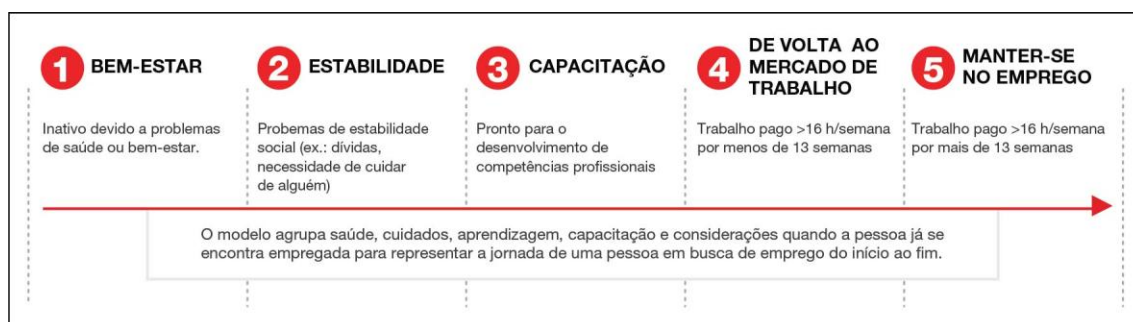 1 BEM-ESTAR
Inativo devido a problemas
de saúde ou bem-estar.
2 ESTABILIDADE
Probemas de estabilidade
social (ex.: dívidas,
necessidade de cuidar
de alguém)
3 CAPACITAÇÃO
Pronto para o
desenvolvimento de
competências profissionais
4 DE VOLTA AO
MERCADO DE
TRABALHO
Trabalho pago >16 h/semana
por menos de 13 semanas
5 MANTER-SE
NO EMPREGO
Trabalho pago >16 h/semana
por mais de 13 semanas
O modelo agrupa saúde, cuidados, aprendizagem, capacitação e considerações quando a pessoa já se
encontra empregada para representar a jornada de uma pessoa em busca de emprego do início ao fim.